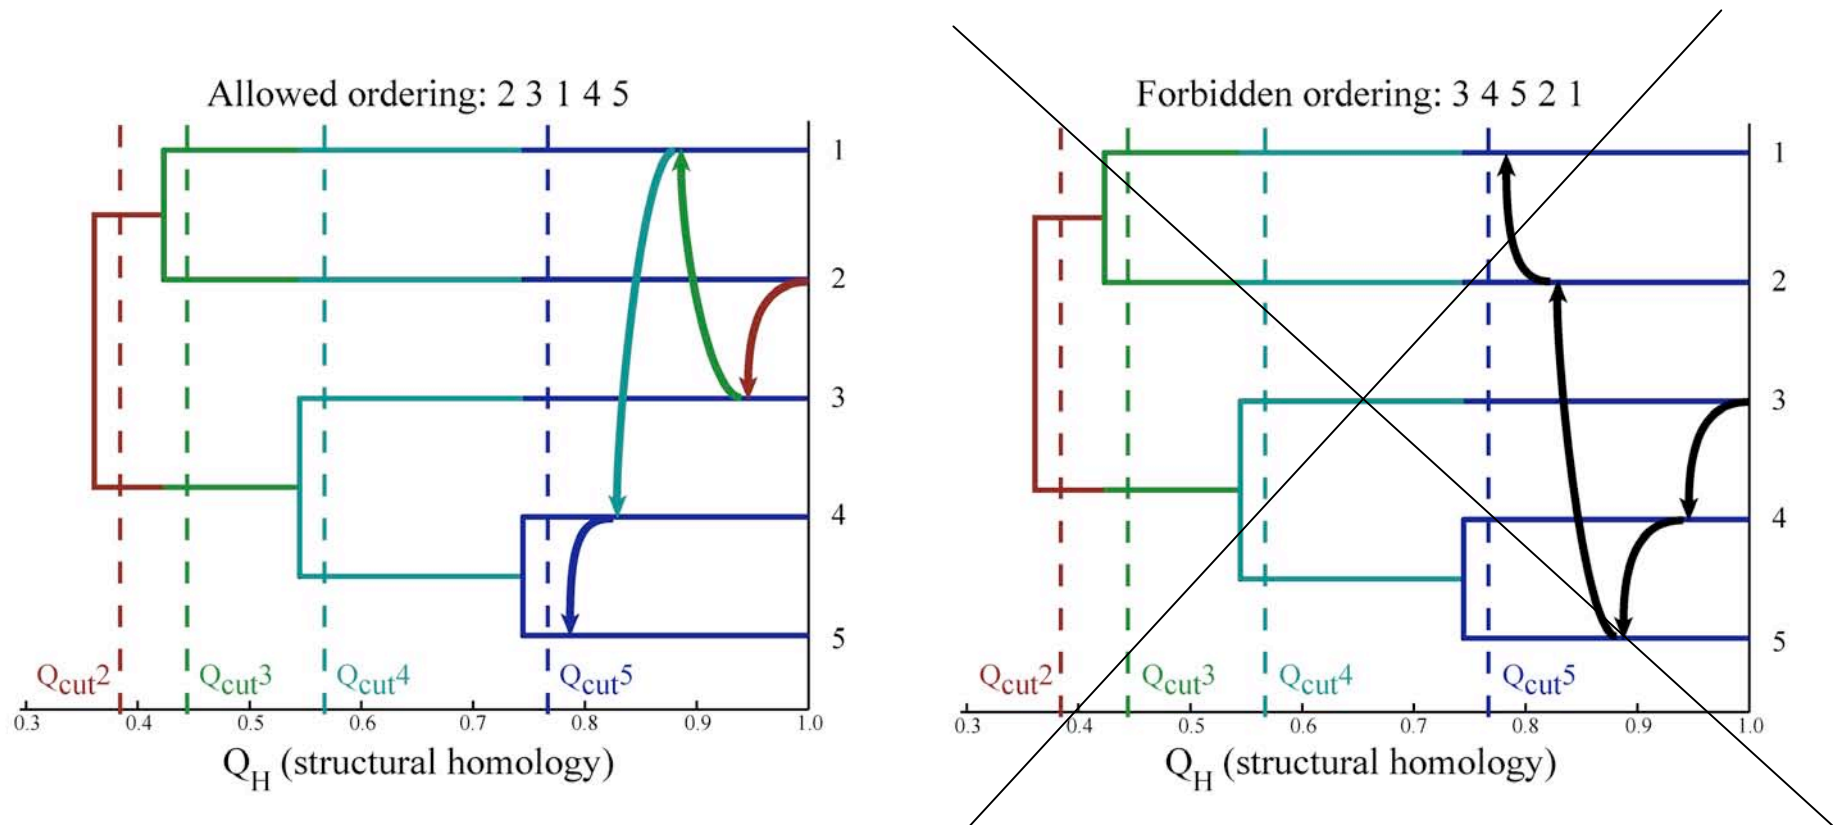 Allowed ordering: 2 3 1 4 5
1
2
3
4
5
Qcut2 Qcut3 Qcut4 Qcut5
0.3 0.4 0.5 0.6 0.7 0.8 0.9 1.0
QH (structural homology)
Forbidden ordering: 3 4 5 2 1
1
2
3
4
5
Qcut2 Qcut3 Qcut4 Qcut5
0.3 0.4 0.5 0.6 0.7 0.8 0.9 1.0
QH (structural homology)